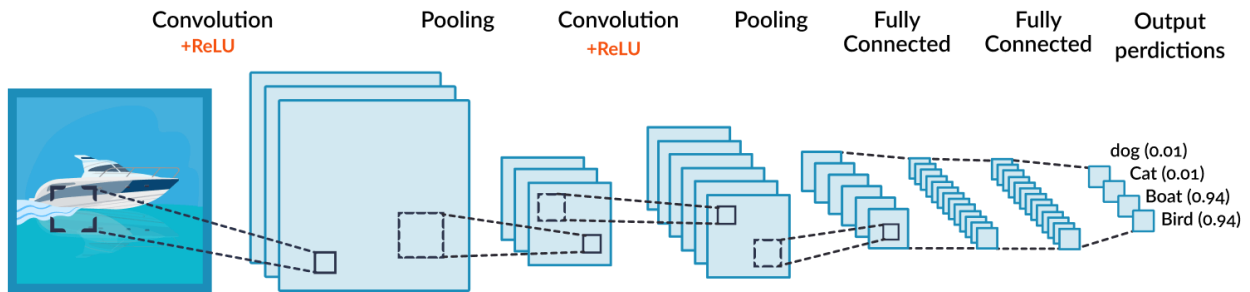 Convolution
+ReLU
Pooling
Convolution
+ReLU
Pooling
Fully
Connected
Fully
Connected
Output
perdictions
dog (0.01)
Cat (0.01)
Boat (0.94)
Bird (0.94)